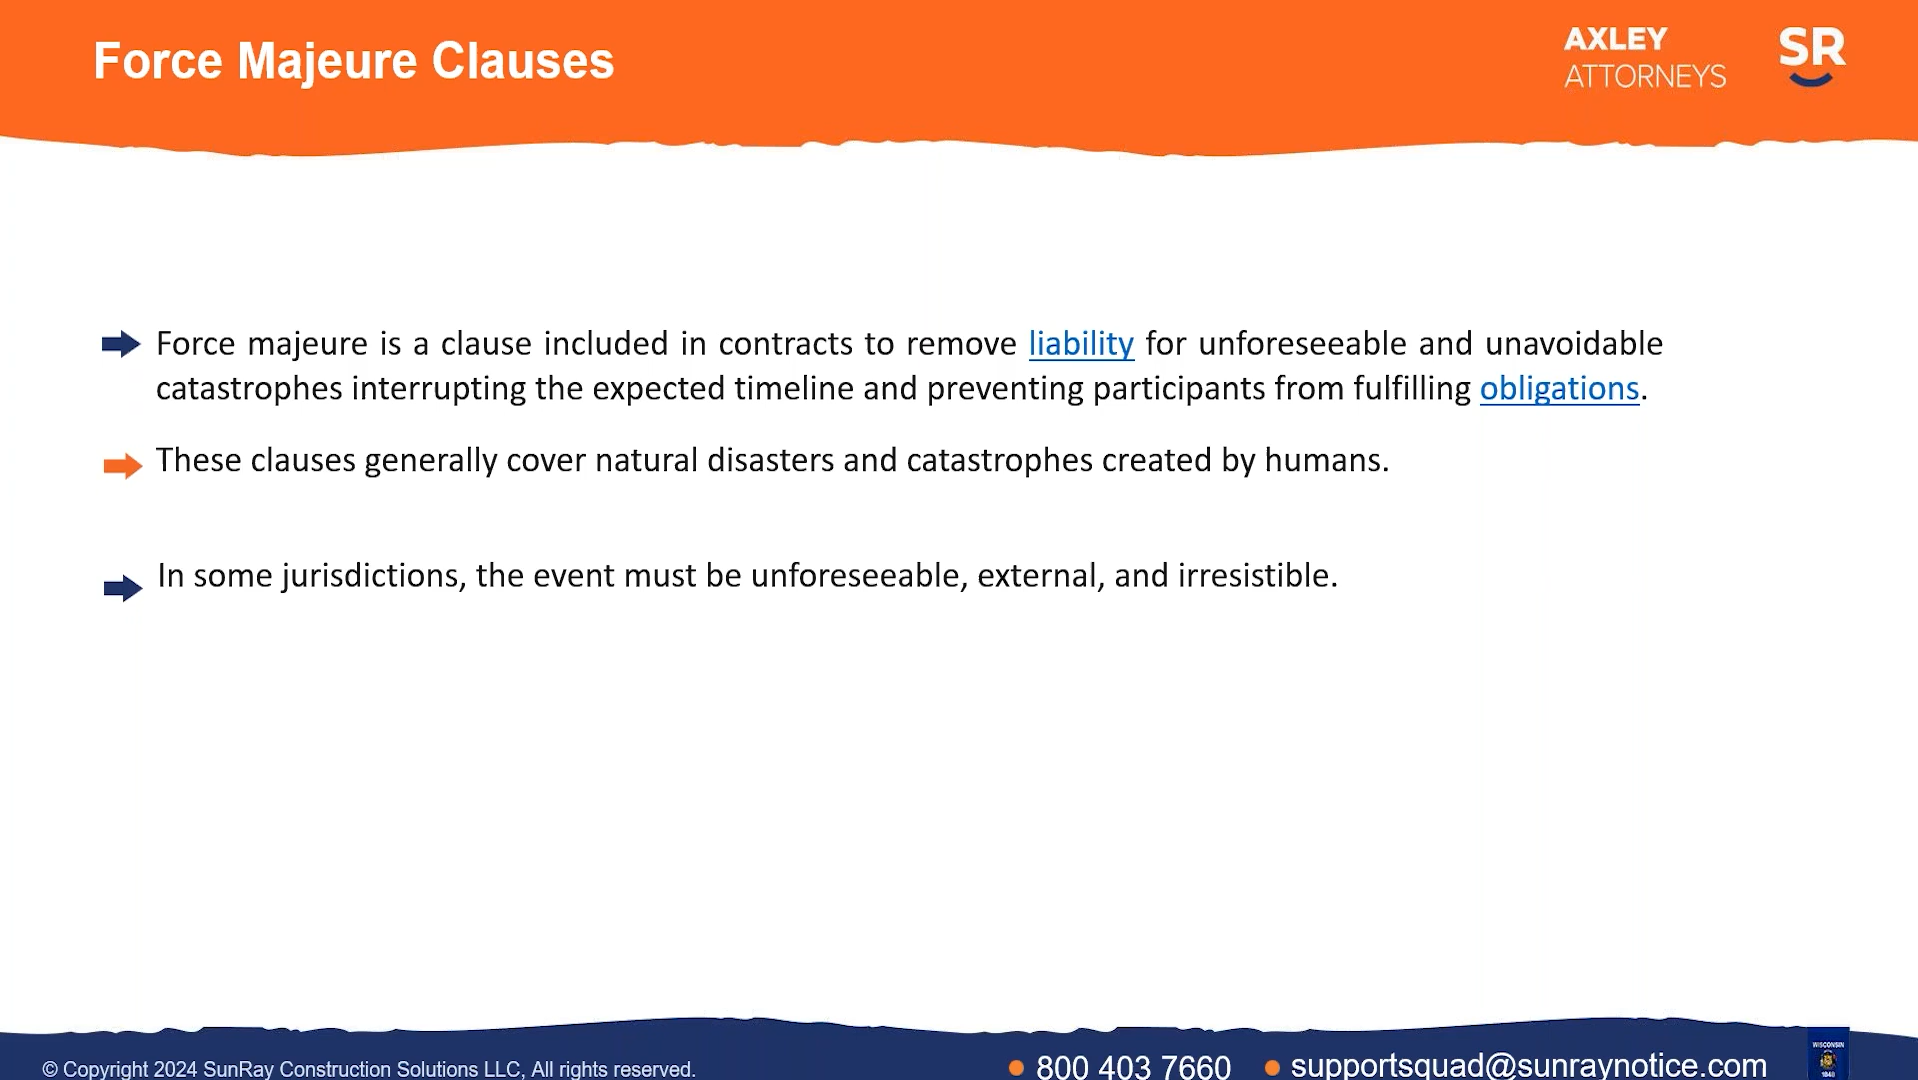 Force Majeure Clauses
AXLEY
ATTORNEYS
SR
Force majeure is a clause included in contracts to remove liability for unforeseeable and unavoidable
catastrophes interrupting the expected timeline and preventing participants from fulfilling obligations.
These clauses generally cover natural disasters and catastrophes created by humans.
In some jurisdictions, the event must be unforeseeable, external, and irresistible.
© Copyright 2024 SunRay Construction Solutions LLC, All rights reserved.
800 403 7660
supportsquad@sunraynotice.com
WISCONSIN
1848